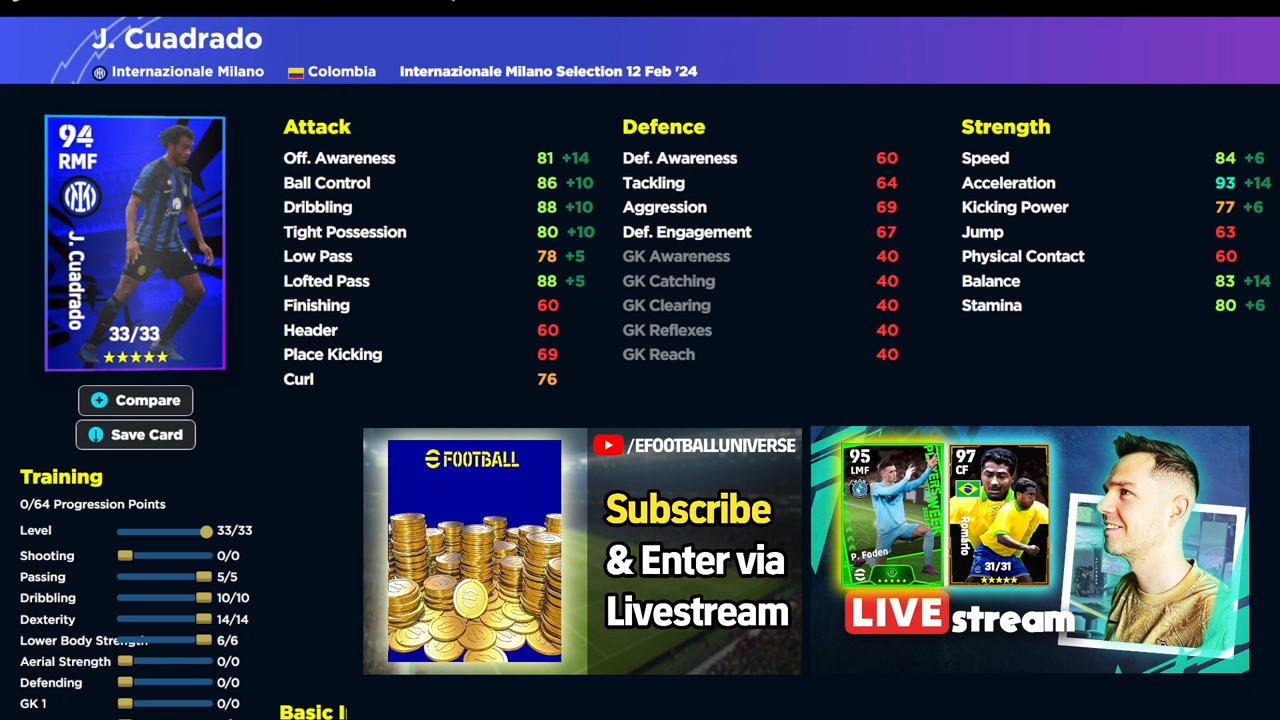 J. Cuadrado
Internazionale Milano Colombia Internazionale Milano Selection 12 Feb '24
94
RMF
J. Cuadrado
33/33
Compare
Save Card
Attack
Off. Awareness 81 +14
Ball Control 86 +10
Dribbling 88 +10
Tight Possession 80 +10
Low Pass 78 +5
Lofted Pass 88 +5
Finishing 60
Header 60
Place Kicking 69
Curl 76
Defence
Def. Awareness 60
Tackling 64
Aggression 69
Def. Engagement 67
GK Awareness 40
GK Catching 40
GK Clearing 40
GK Reflexes 40
GK Reach 40
Strength
Speed 84 +6
Acceleration 93 +14
Kicking Power 77 +6
Jump 63
Physical Contact 60
Balance 83 +14
Stamina 80 +6
Training
0/64 Progression Points
Level 33/33
Shooting 0/0
Passing 5/5
Dribbling 10/10
Dexterity 14/14
Lower Body Strength 6/6
Aerial Strength 0/0
Defending 0/0
GK 1 0/0
Basic
EFOOTBALL
/EFOOTBALLUNIVERSE
Subscribe
& Enter via
Livestream
95
LMF
P. Foden
97
CF
Romário
31/31
LIVE stream